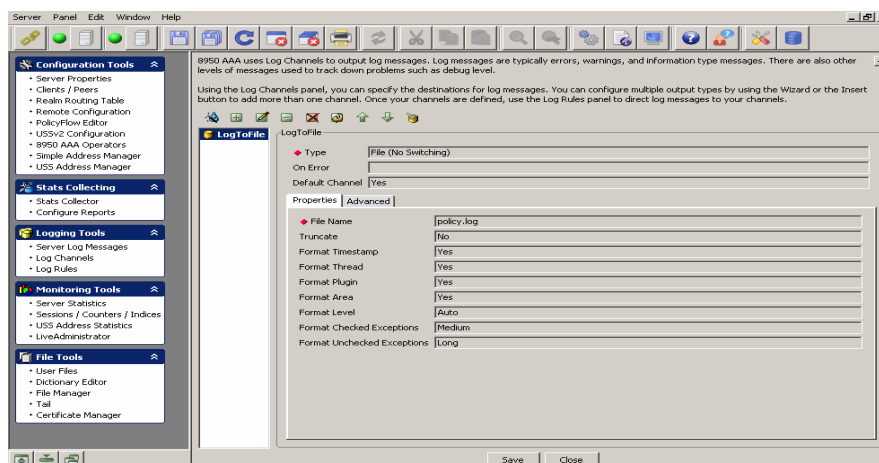 Server Panel Edit Window Help
Configuration Tools
Server Properties
Clients / Peers
Realm Routing Table
Remote Configuration
PolicyFlow Editor
USSv2 Configuration
8950 AAA Operators
Simple Address Manager
USS Address Manager
Stats Collecting
Stats Collector
Configure Reports
Logging Tools
Server Log Messages
Log Channels
Log Rules
Monitoring Tools
Server Statistics
Sessions / Counters / Indices
USS Address Statistics
LiveAdministrator
File Tools
User Files
Dictionary Editor
File Manager
Tail
Certificate Manager
8950 AAA uses Log Channels to output log messages. Log messages are typically errors, warnings, and information type messages. There are also other
levels of messages used to track down problems such as debug level.
Using the Log Channels panel, you can specify the destinations for log messages. You can configure multiple output types by using the Wizard or the Insert
button to add more than one channel. Once your channels are defined, use the Log Rules panel to direct log messages to your channels.
LogToFile
LogToFile
Type File (No Switching)
On Error
Default Channel Yes
Properties Advanced
File Name policy.log
Truncate No
Format Timestamp Yes
Format Thread Yes
Format Plugin Yes
Format Area Yes
Format Level Auto
Format Checked Exceptions Medium
Format Unchecked Exceptions Long
Save Close